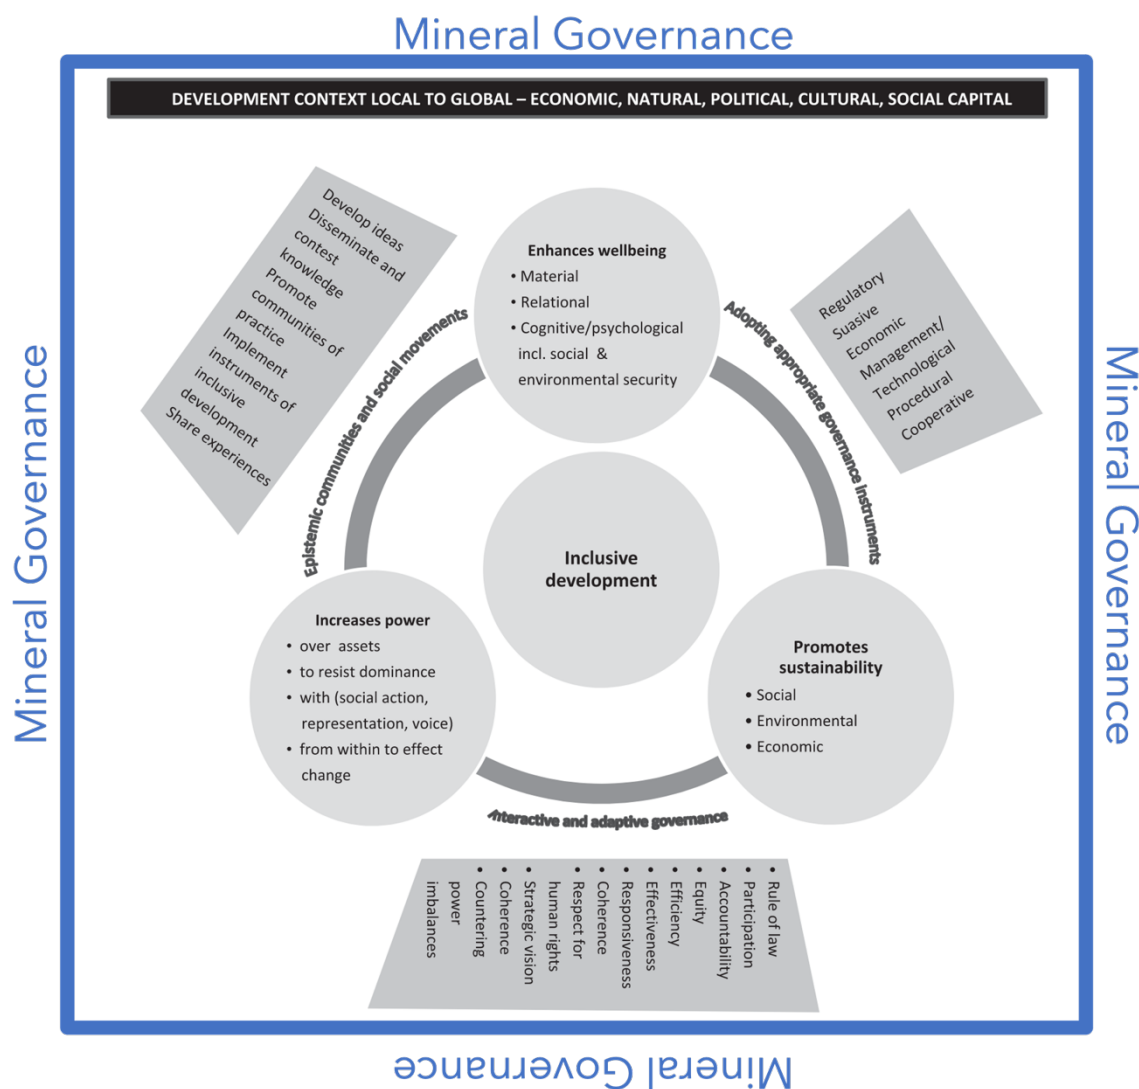 Mineral Governance
DEVELOPMENT CONTEXT LOCAL TO GLOBAL – ECONOMIC, NATURAL, POLITICAL, CULTURAL, SOCIAL CAPITAL
Mineral Governance
Develop ideas
Disseminate and
contest
knowledge
Promote
communities of
practice
Implement
instruments of
inclusive
development
Share experiences
Epistemic communities and social movements
Enhances wellbeing
• Material
• Relational
• Cognitive/psychological
incl. social &
environmental security
Adopting appropriate governance instruments
Regulatory
Suasive
Economic
Management/
Technological
Procedural
Cooperative
Mineral Governance
Inclusive
development
Increases power
• over assets
• to resist dominance
• with (social action,
representation, voice)
• from within to effect
change
Promotes
sustainability
• Social
• Environmental
• Economic
Interactive and adaptive governance
• Rule of law
• Participation
• Accountability
• Equity
• Efficiency
• Effectiveness
• Responsiveness
• Coherence
• Respect for
human rights
• Strategic vision
• Coherence
• Countering
power
imbalances
Mineral Governance